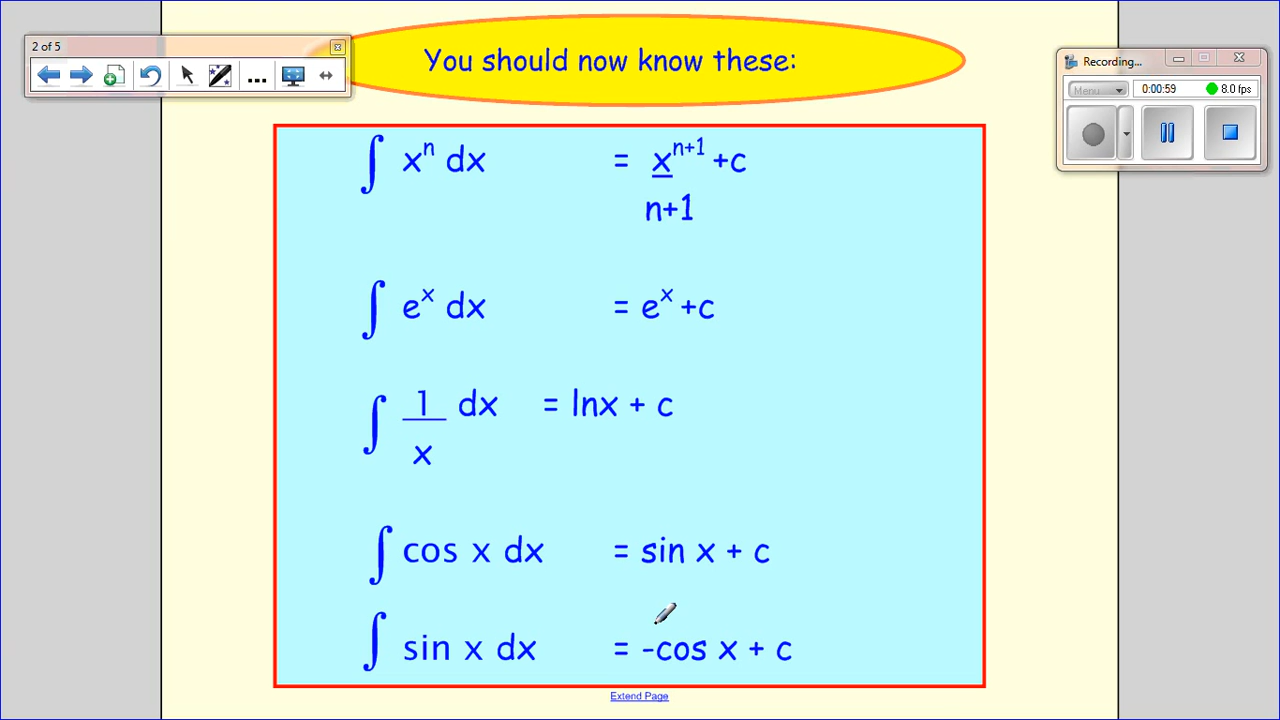 2 of 5
You should now know these:
Recording...
Menu
0:00:59
8.0 fps
∫ xⁿ dx = xⁿ⁺¹ +c
n+1
∫ eˣ dx = eˣ +c
∫ 1 dx = lnx + c
x
∫ cos x dx = sin x + c
∫ sin x dx = -cos x + c
Extend Page